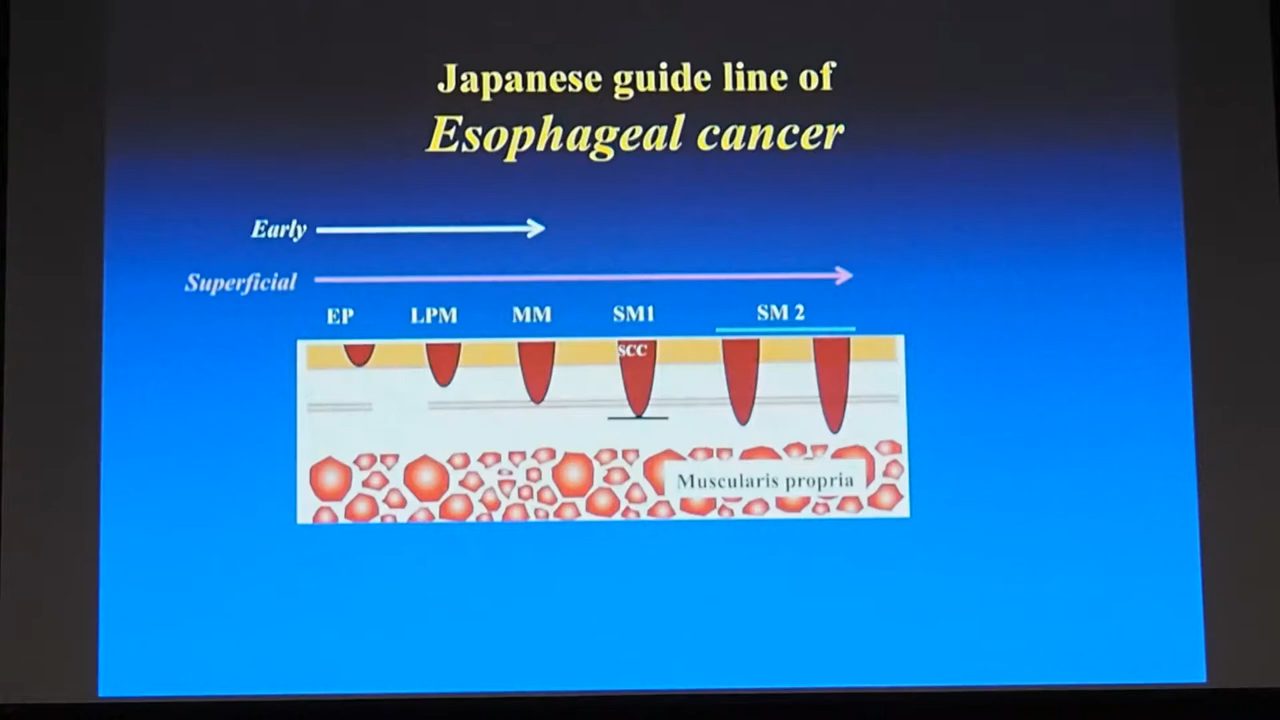 Japanese guide line of
Esophageal cancer
Early
Superficial
EP LPM MM SM1 SM 2
SCC
Muscularis propria